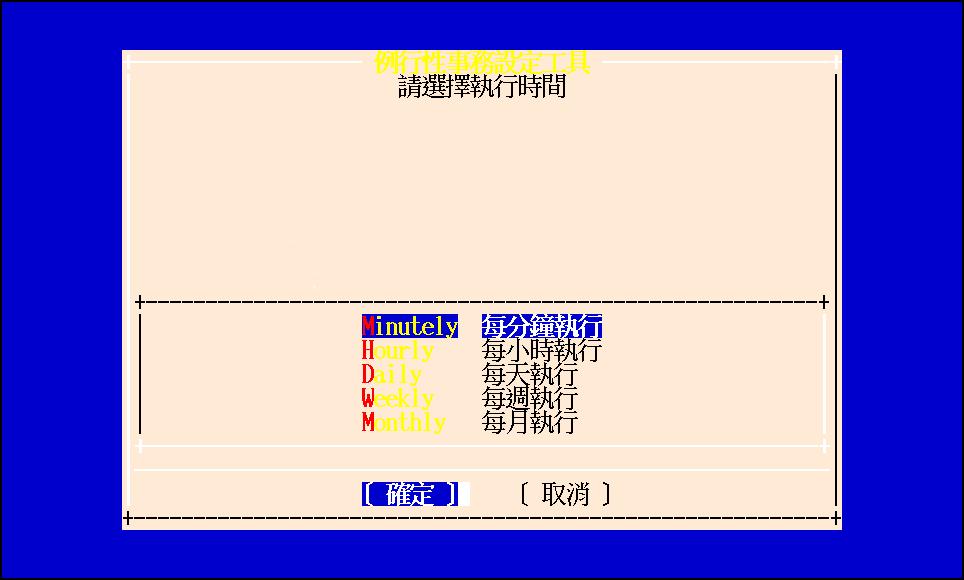 例行性事務設定工具
請選擇執行時間
Minutely 每分鐘執行
Hourly 每小時執行
Daily 每天執行
Weekly 每週執行
Monthly 每月執行
〔 確定 〕 〔 取消 〕